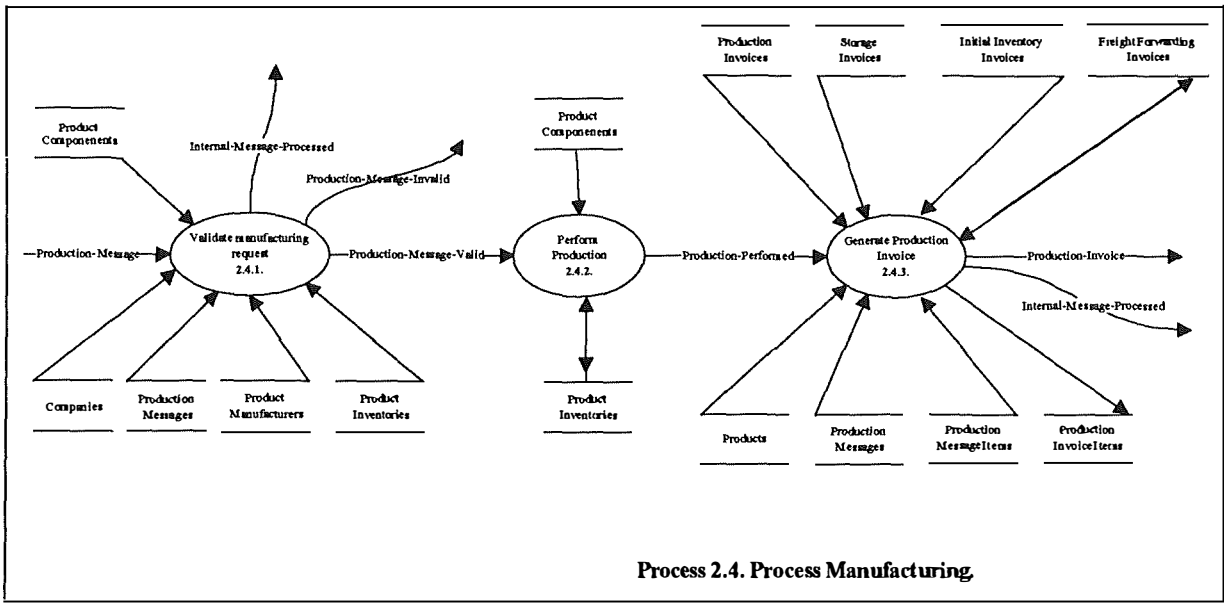 Production
Invoices
Storage
Invoices
Initial Inventory
Invoices
Freight Forwarding
Invoices
Product
Componenents
Internal-Message-Processed
Production-Message-Invalid
Product
Componenents
Production-Message
Validate manufacturing
request
2.4.1.
Production-Message-Valid
Perform
Production
2.4.2.
Production-Performed
Generate Production
Invoice
2.4.3.
Production-Invoice
Internal-Message-Processed
Companies
Production
Messages
Product
Manufacturers
Product
Inventories
Product
Inventories
Products
Production
Messages
Production
MessageItems
Production
InvoiceItems
Process 2.4. Process Manufacturing.